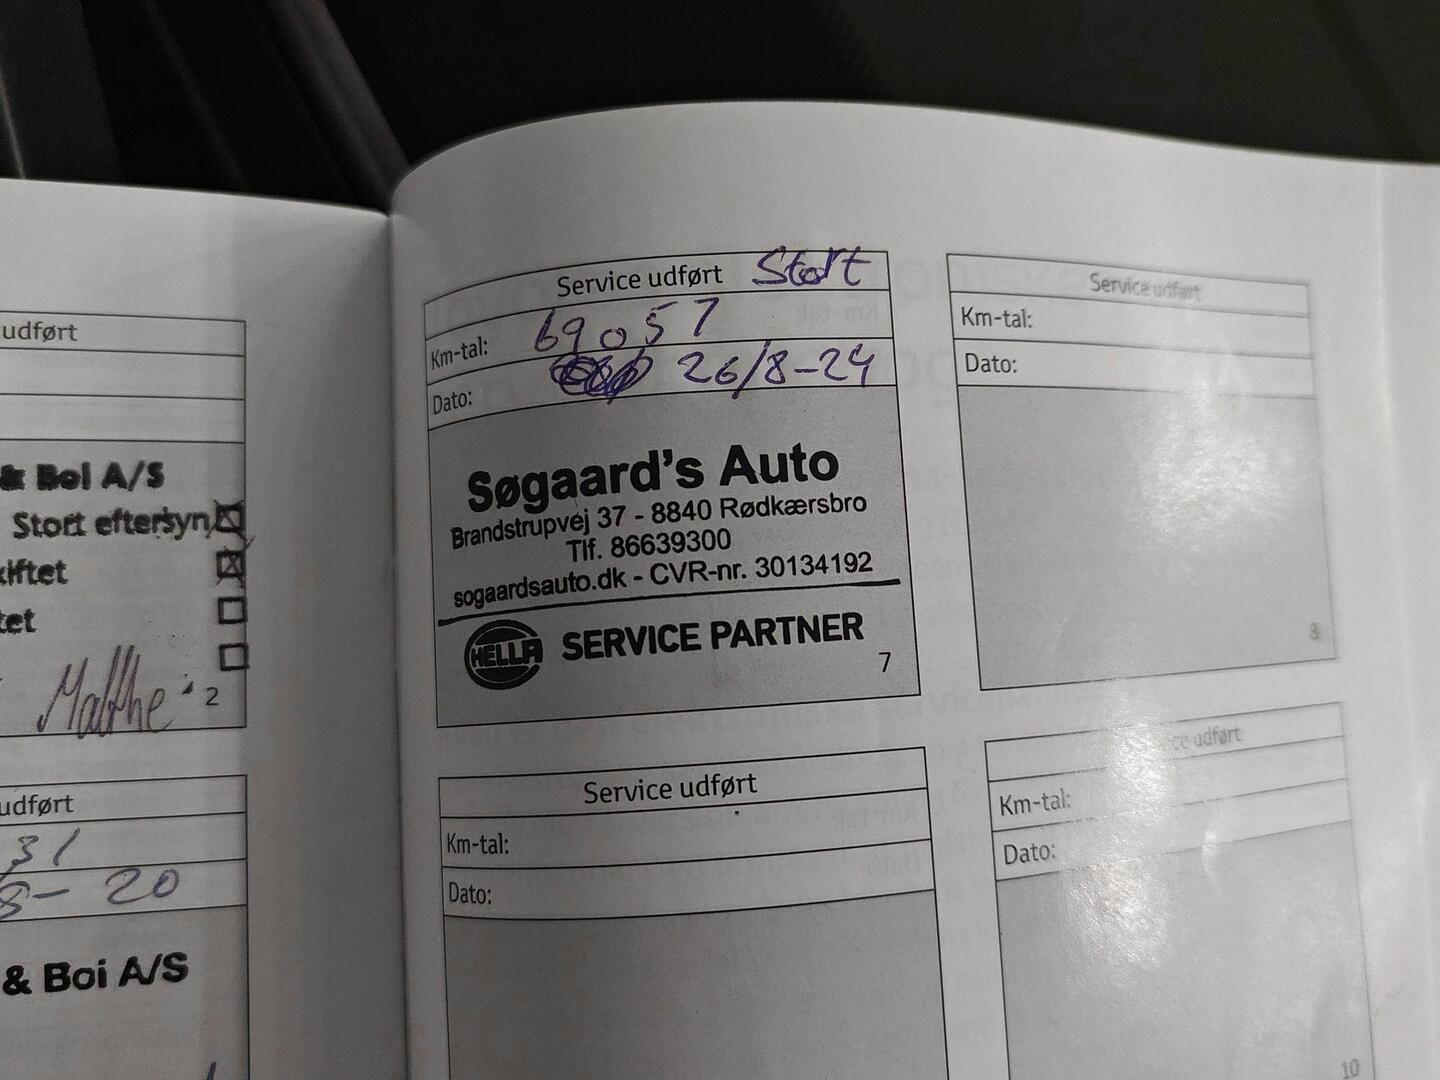 udført
& Boi A/S
Stort eftersyn
kiftet
tet
Malthe
2
udført
31
8- 20
& Boi A/S
Service udført Stort
Km-tal: 69057
Dato: 26/8-24
Søgaard's Auto
Brandstrupvej 37 - 8840 Rødkærsbro
Tlf. 86639300
sogaardsauto.dk - CVR-nr. 30134192
HELLA SERVICE PARTNER
7
Service udført
Km-tal:
Dato:
8
Service udført
Km-tal:
Dato:
ce udført
Km-tal:
Dato:
10